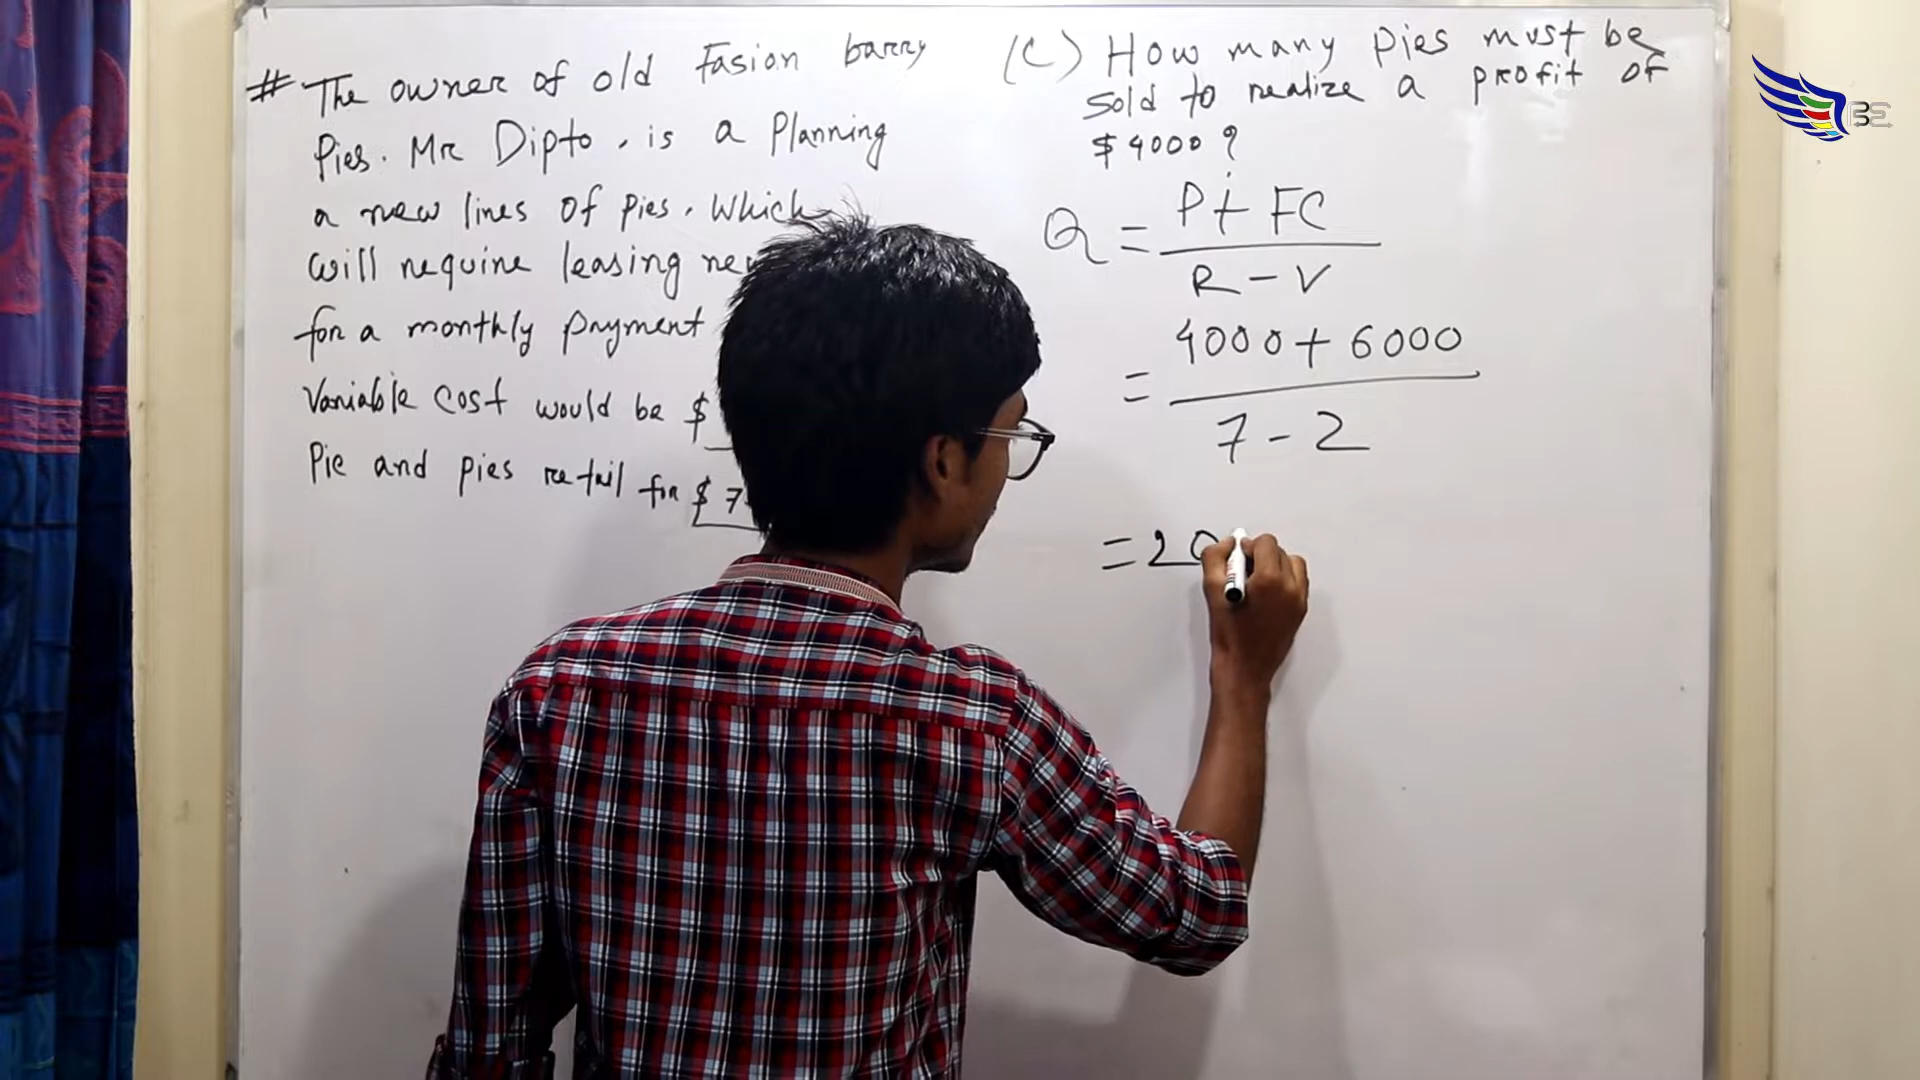 # The owner of old Fasion barry
Pies. Mr Dipto, is a Planning
a new lines of pies. Which
will require leasing
for a monthly payment
Variable cost would be $
Pie and pies retail for $ 7
(C) How many Pies must be
sold to realize a profit of
$ 4000 ?
Q = P + FC
R - V
= 4000 + 6000
7 - 2
= 20